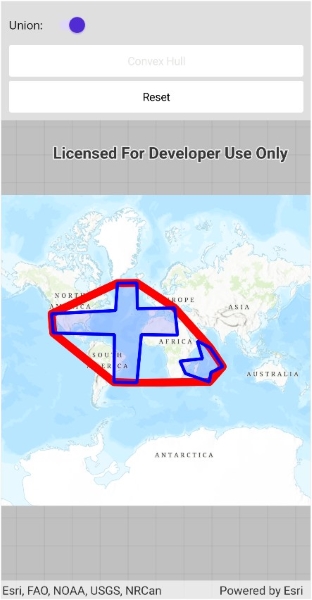 Union:
Convex Hull
Reset
Licensed For Developer Use Only
NORTH
AMERICA
EUROPE
ASIA
AFRICA
SOUTH
AMERICA
AUSTRALIA
ANTARCTICA
Esri, FAO, NOAA, USGS, NRCan Powered by Esri